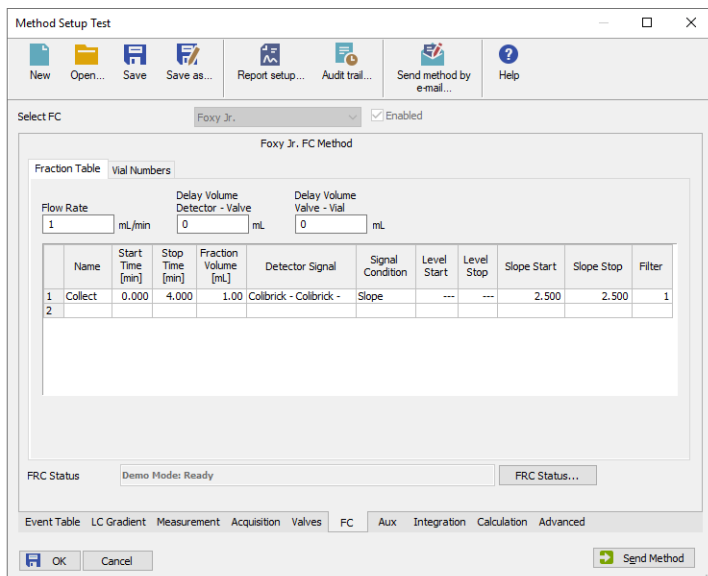 Method Setup Test
New Open... Save Save as... Report setup... Audit trail... Send method by e-mail... Help
Select FC Foxy Jr. Enabled
Foxy Jr. FC Method
Fraction Table Vial Numbers
Flow Rate Delay Volume Detector - Valve Delay Volume Valve - Vial
1 mL/min 0 mL 0 mL
Name Start Time [min] Stop Time [min] Fraction Volume [mL] Detector Signal Signal Condition Level Start Level Stop Slope Start Slope Stop Filter
1 Collect 0.000 4.000 1.00 Colibrick - Colibrick - Slope --- --- 2.500 2.500 1
2
FRC Status Demo Mode: Ready FRC Status...
Event Table LC Gradient Measurement Acquisition Valves FC Aux Integration Calculation Advanced
OK Cancel Send Method